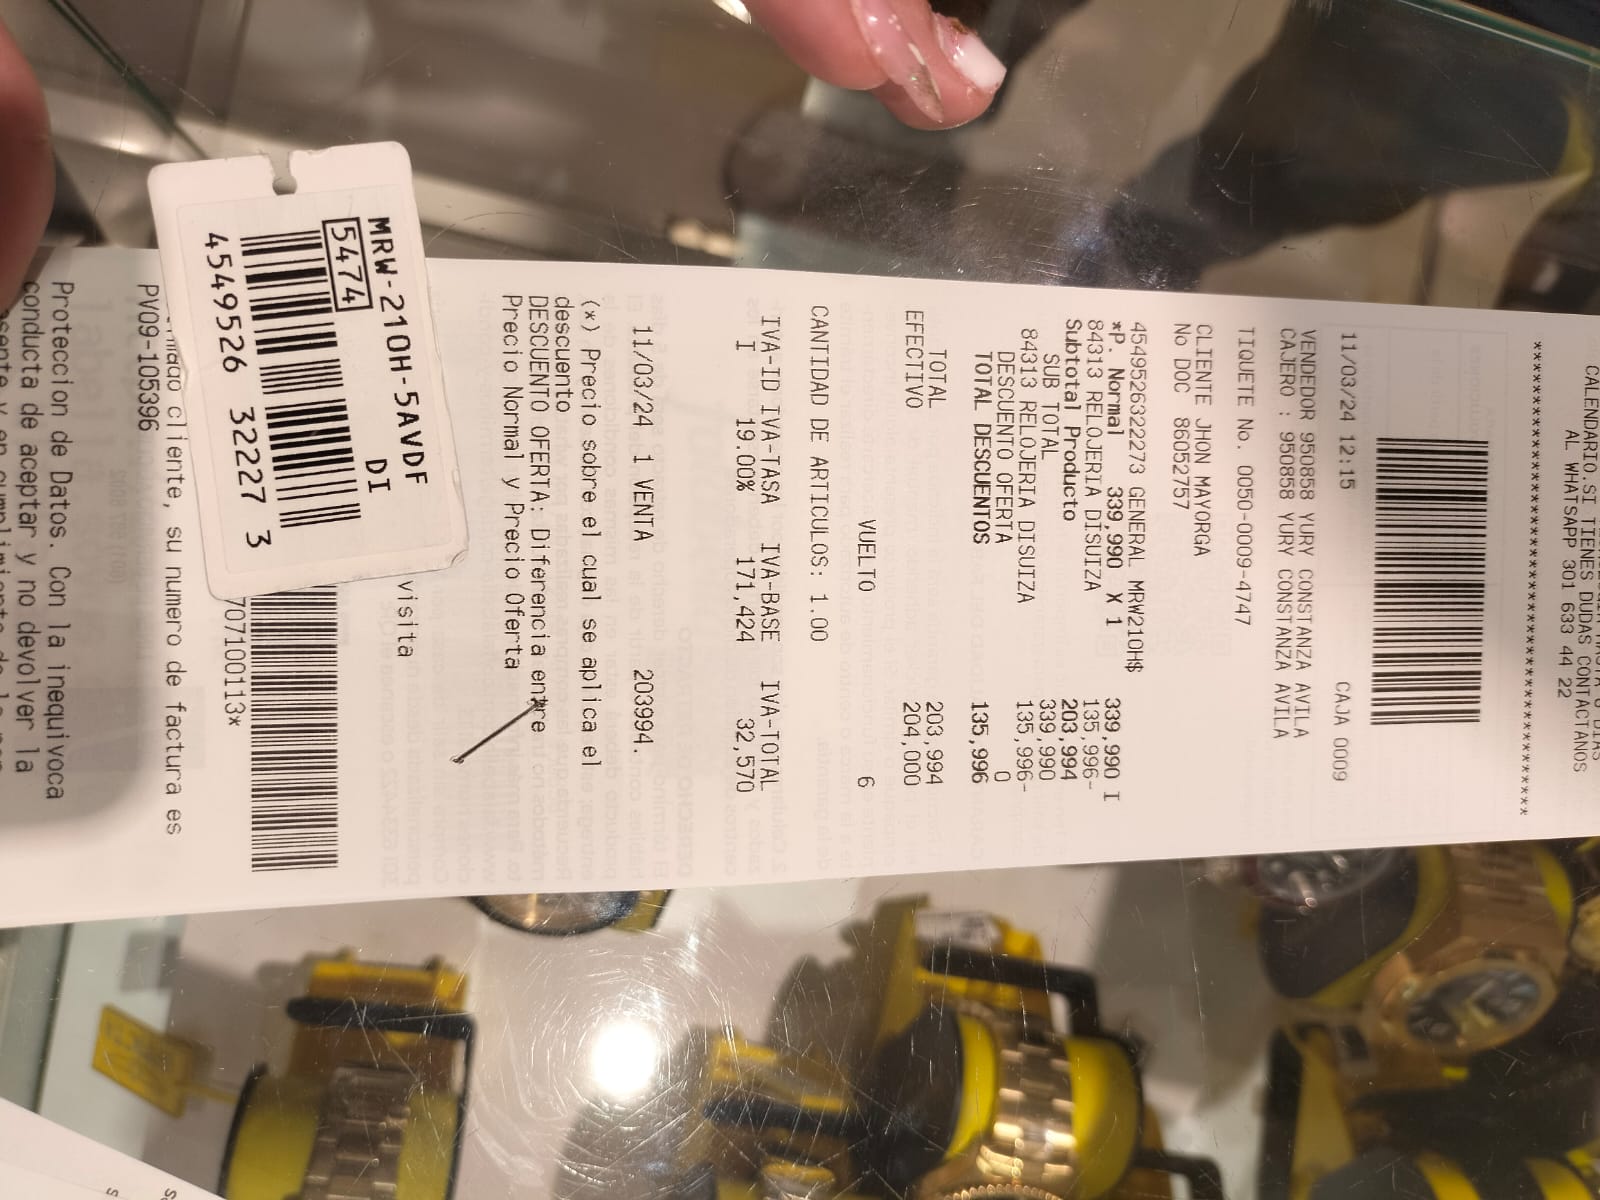 CALENDARIO.SI TIENES DUDAS CONTACTANOS
AL WHATSAPP 301 633 44 22
****************************************
11/03/24 12:15 CAJA 0009
VENDEDOR 950858 YURY CONSTANZA AVILA
CAJERO : 950858 YURY CONSTANZA AVILA
TIQUETE No. 0050-0009-4747
CLIENTE JHON MAYORGA
No DOC 86052757
4549526322273 GENERAL MRW210H$ 339,990 I
*P. Normal 339,990 X 1
84313 RELOJERIA DISUIZA 135,996-
Subtotal Producto 203,994
SUB TOTAL 339,990
84313 RELOJERIA DISUIZA 135,996-
DESCUENTO OFERTA 0
TOTAL DESCUENTOS 135,996
TOTAL 203,994
EFECTIVO 204,000
VUELTO 6
CANTIDAD DE ARTICULOS: 1.00
IVA-ID IVA-TASA IVA-BASE IVA-TOTAL
I 19.00% 171,424 32,570
11/03/24 1 VENTA 203994.
(*) Precio sobre el cual se aplica el
descuento
DESCUENTO OFERTA: Diferencia entre
Precio Normal y Precio Oferta
visita
707100113*
cliente, su numero de factura es
PV09-105396
Proteccion de Datos. Con la inequivoca
conducta de aceptar y no devolver la
MRW-210H-5AVDF
DI
5474
4549526 32227 3